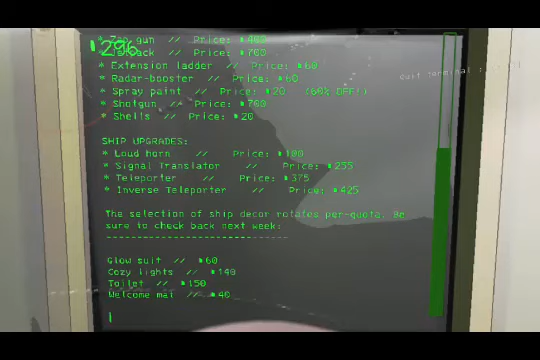 * Zap gun // Price: ■400
■296
* Jetpack // Price: ■700
* Extension ladder // Price: ■60
* Radar-booster // Price: ■60
* Spray paint // Price: ■20 (60% OFF!)
* Shotgun // Price: ■700
* Shells // Price: ■20
SHIP UPGRADES:
* Loud horn // Price: ■100
* Signal Translator // Price: ■255
* Teleporter // Price: ■375
* Inverse Teleporter // Price: ■425
The selection of ship decor rotates per-quota. Be
sure to check back next week:
------------------------------
Glow suit // ■60
Cozy lights // ■140
Toilet // ■150
Welcome mat // ■40